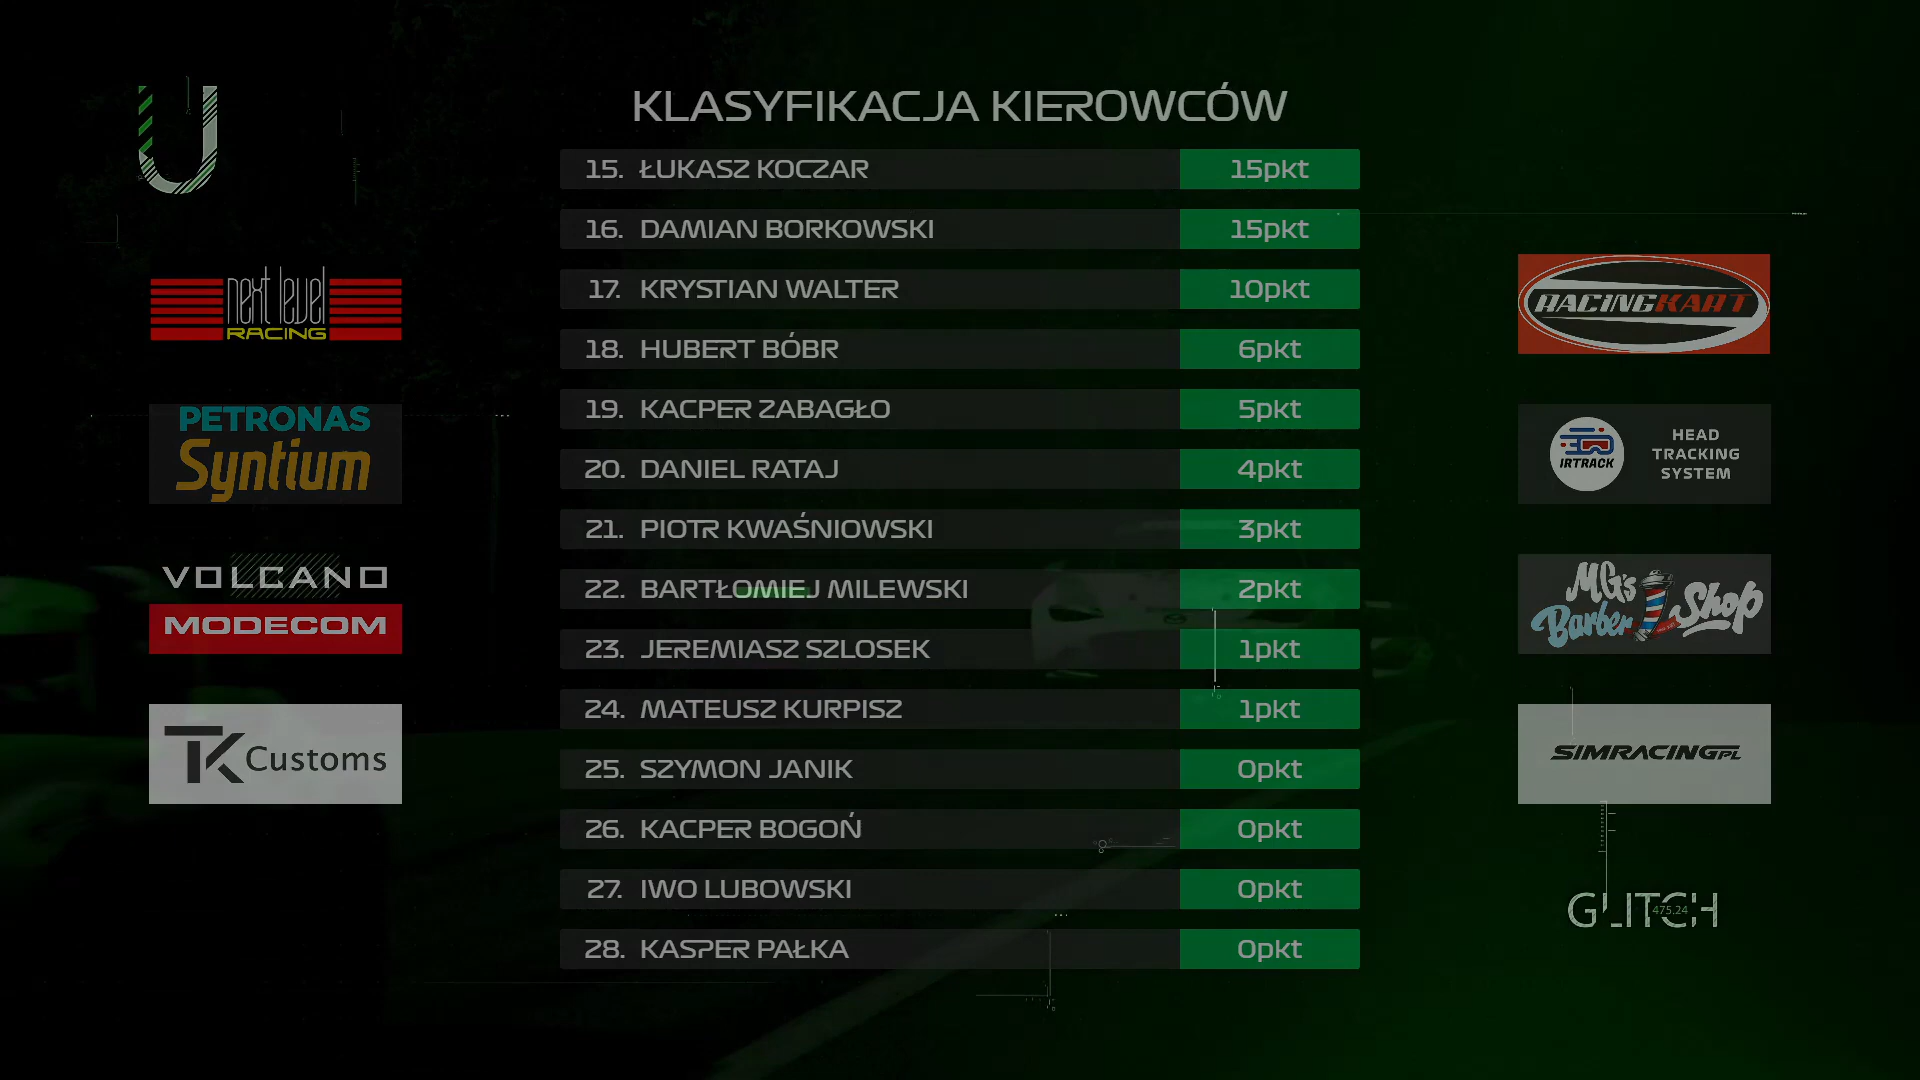 U
KLASYFIKACJA KIEROWCÓW
15. ŁUKASZ KOCZAR 15pkt
16. DAMIAN BORKOWSKI 15pkt
17. KRYSTIAN WALTER 10pkt
18. HUBERT BÓBR 6pkt
19. KACPER ZABAGŁO 5pkt
20. DANIEL RATAJ 4pkt
21. PIOTR KWAŚNIOWSKI 3pkt
22. BARTŁOMIEJ MILEWSKI 2pkt
23. JEREMIASZ SZLOSEK 1pkt
24. MATEUSZ KURPISZ 1pkt
25. SZYMON JANIK 0pkt
26. KACPER BOGOŃ 0pkt
27. IWO LUBOWSKI 0pkt
28. KASPER PAŁKA 0pkt
next level
RACING
PETRONAS
Syntium
VOLCANO
MODECOM
TK Customs
RACINGKART
IRTRACK
HEAD
TRACKING
SYSTEM
MG's
Barber Shop
SIMRACINGPL
GLITCH
475.24